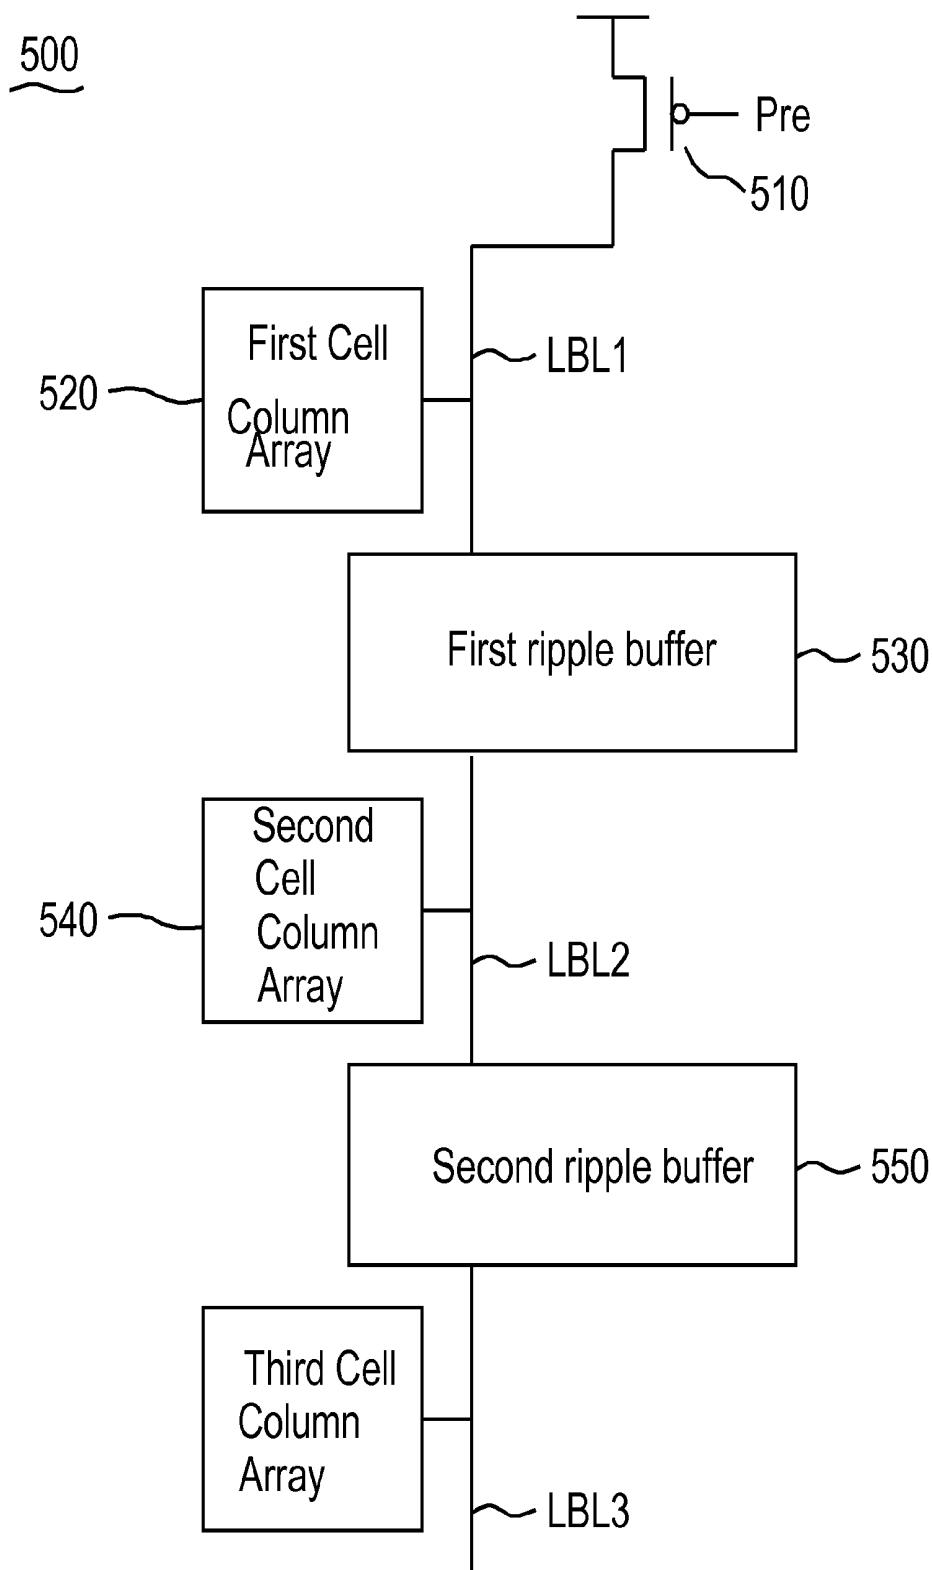 500
Pre
510
First Cell
Column
Array
520
LBL1
First ripple buffer
530
Second
Cell
Column
Array
540
LBL2
Second ripple buffer
550
Third Cell
Column
Array
LBL3